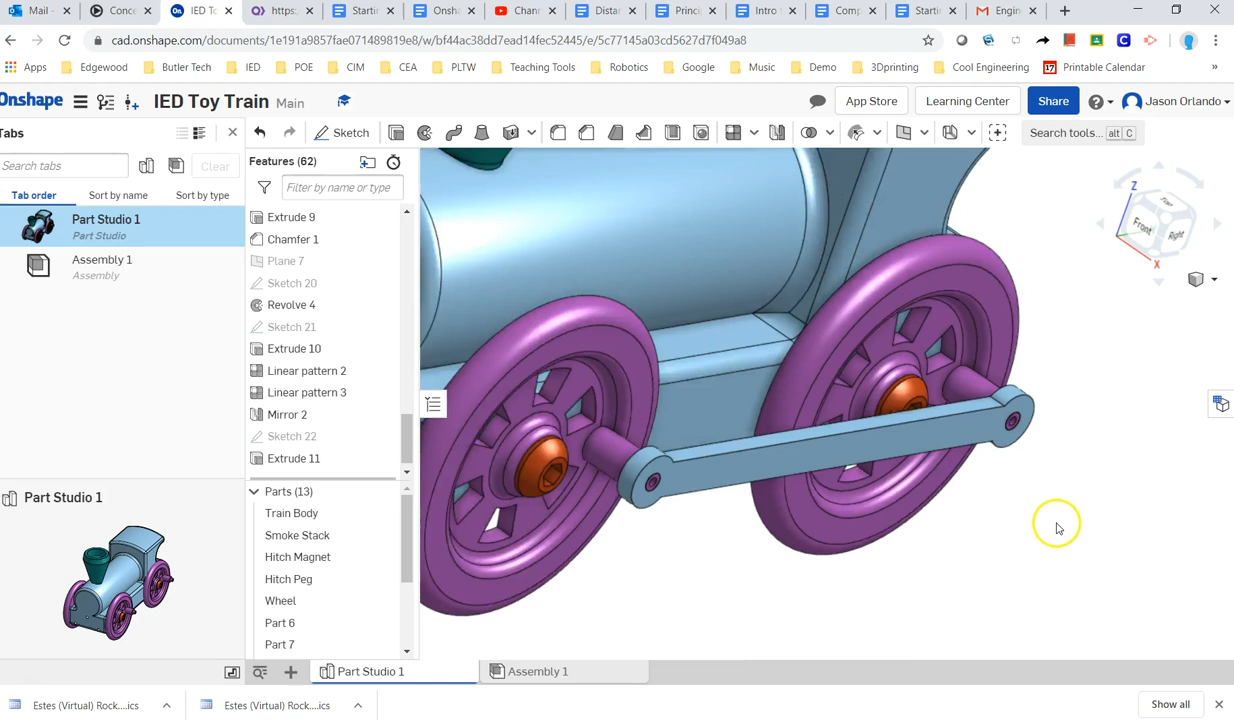 Mail -
Conce
IED To
https:
Startin
Onsha
Chann
Distan
Princi
Intro
Comp
Startin
Engin
cad.onshape.com/documents/1e191a9857fae071489819e8/w/bf44ac38dd7ead14fec52445/e/5c77145a03cd5627d7f049a8
Apps Edgewood Butler Tech IED POE CIM CEA PLTW Teaching Tools Robotics Google Music Demo 3Dprinting Cool Engineering 17 Printable Calendar »
Onshape IED Toy Train Main App Store Learning Center Share Jason Orlando
Tabs
Sketch
Search tools... alt C
Search tabs
Clear
Features (62)
Filter by name or type
Tab order Sort by name Sort by type
Part Studio 1
Part Studio
Assembly 1
Assembly
Extrude 9
Chamfer 1
Plane 7
Sketch 20
Revolve 4
Sketch 21
Extrude 10
Linear pattern 2
Linear pattern 3
Mirror 2
Sketch 22
Extrude 11
Parts (13)
Train Body
Smoke Stack
Hitch Magnet
Hitch Peg
Wheel
Part 6
Part 7
Z
Top
Front
Right
X
Part Studio 1
Part Studio 1
Assembly 1
Estes (Virtual) Rock....ics
Estes (Virtual) Rock....ics
Show all